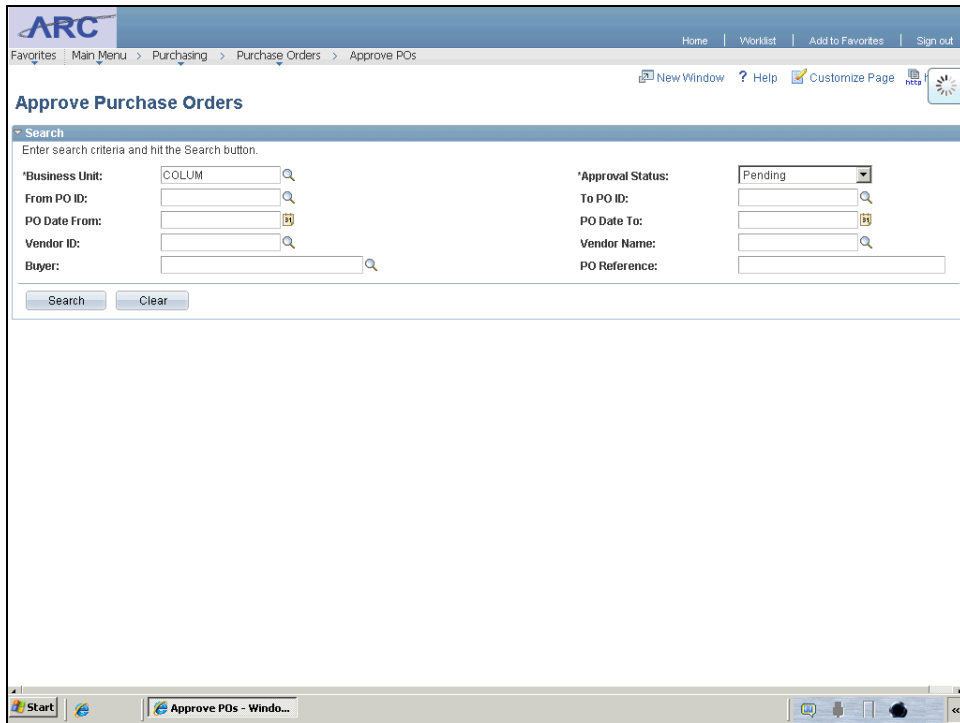 ARC
Home | Worklist | Add to Favorites | Sign out
Favorites Main Menu > Purchasing > Purchase Orders > Approve POs
New Window ? Help Customize Page http
Approve Purchase Orders
Search
Enter search criteria and hit the Search button.
*Business Unit: COLUM *Approval Status: Pending
From PO ID: To PO ID:
PO Date From: 31 PO Date To: 31
Vendor ID: Vendor Name:
Buyer: PO Reference:
Search Clear
Start Approve POs - Windo... «